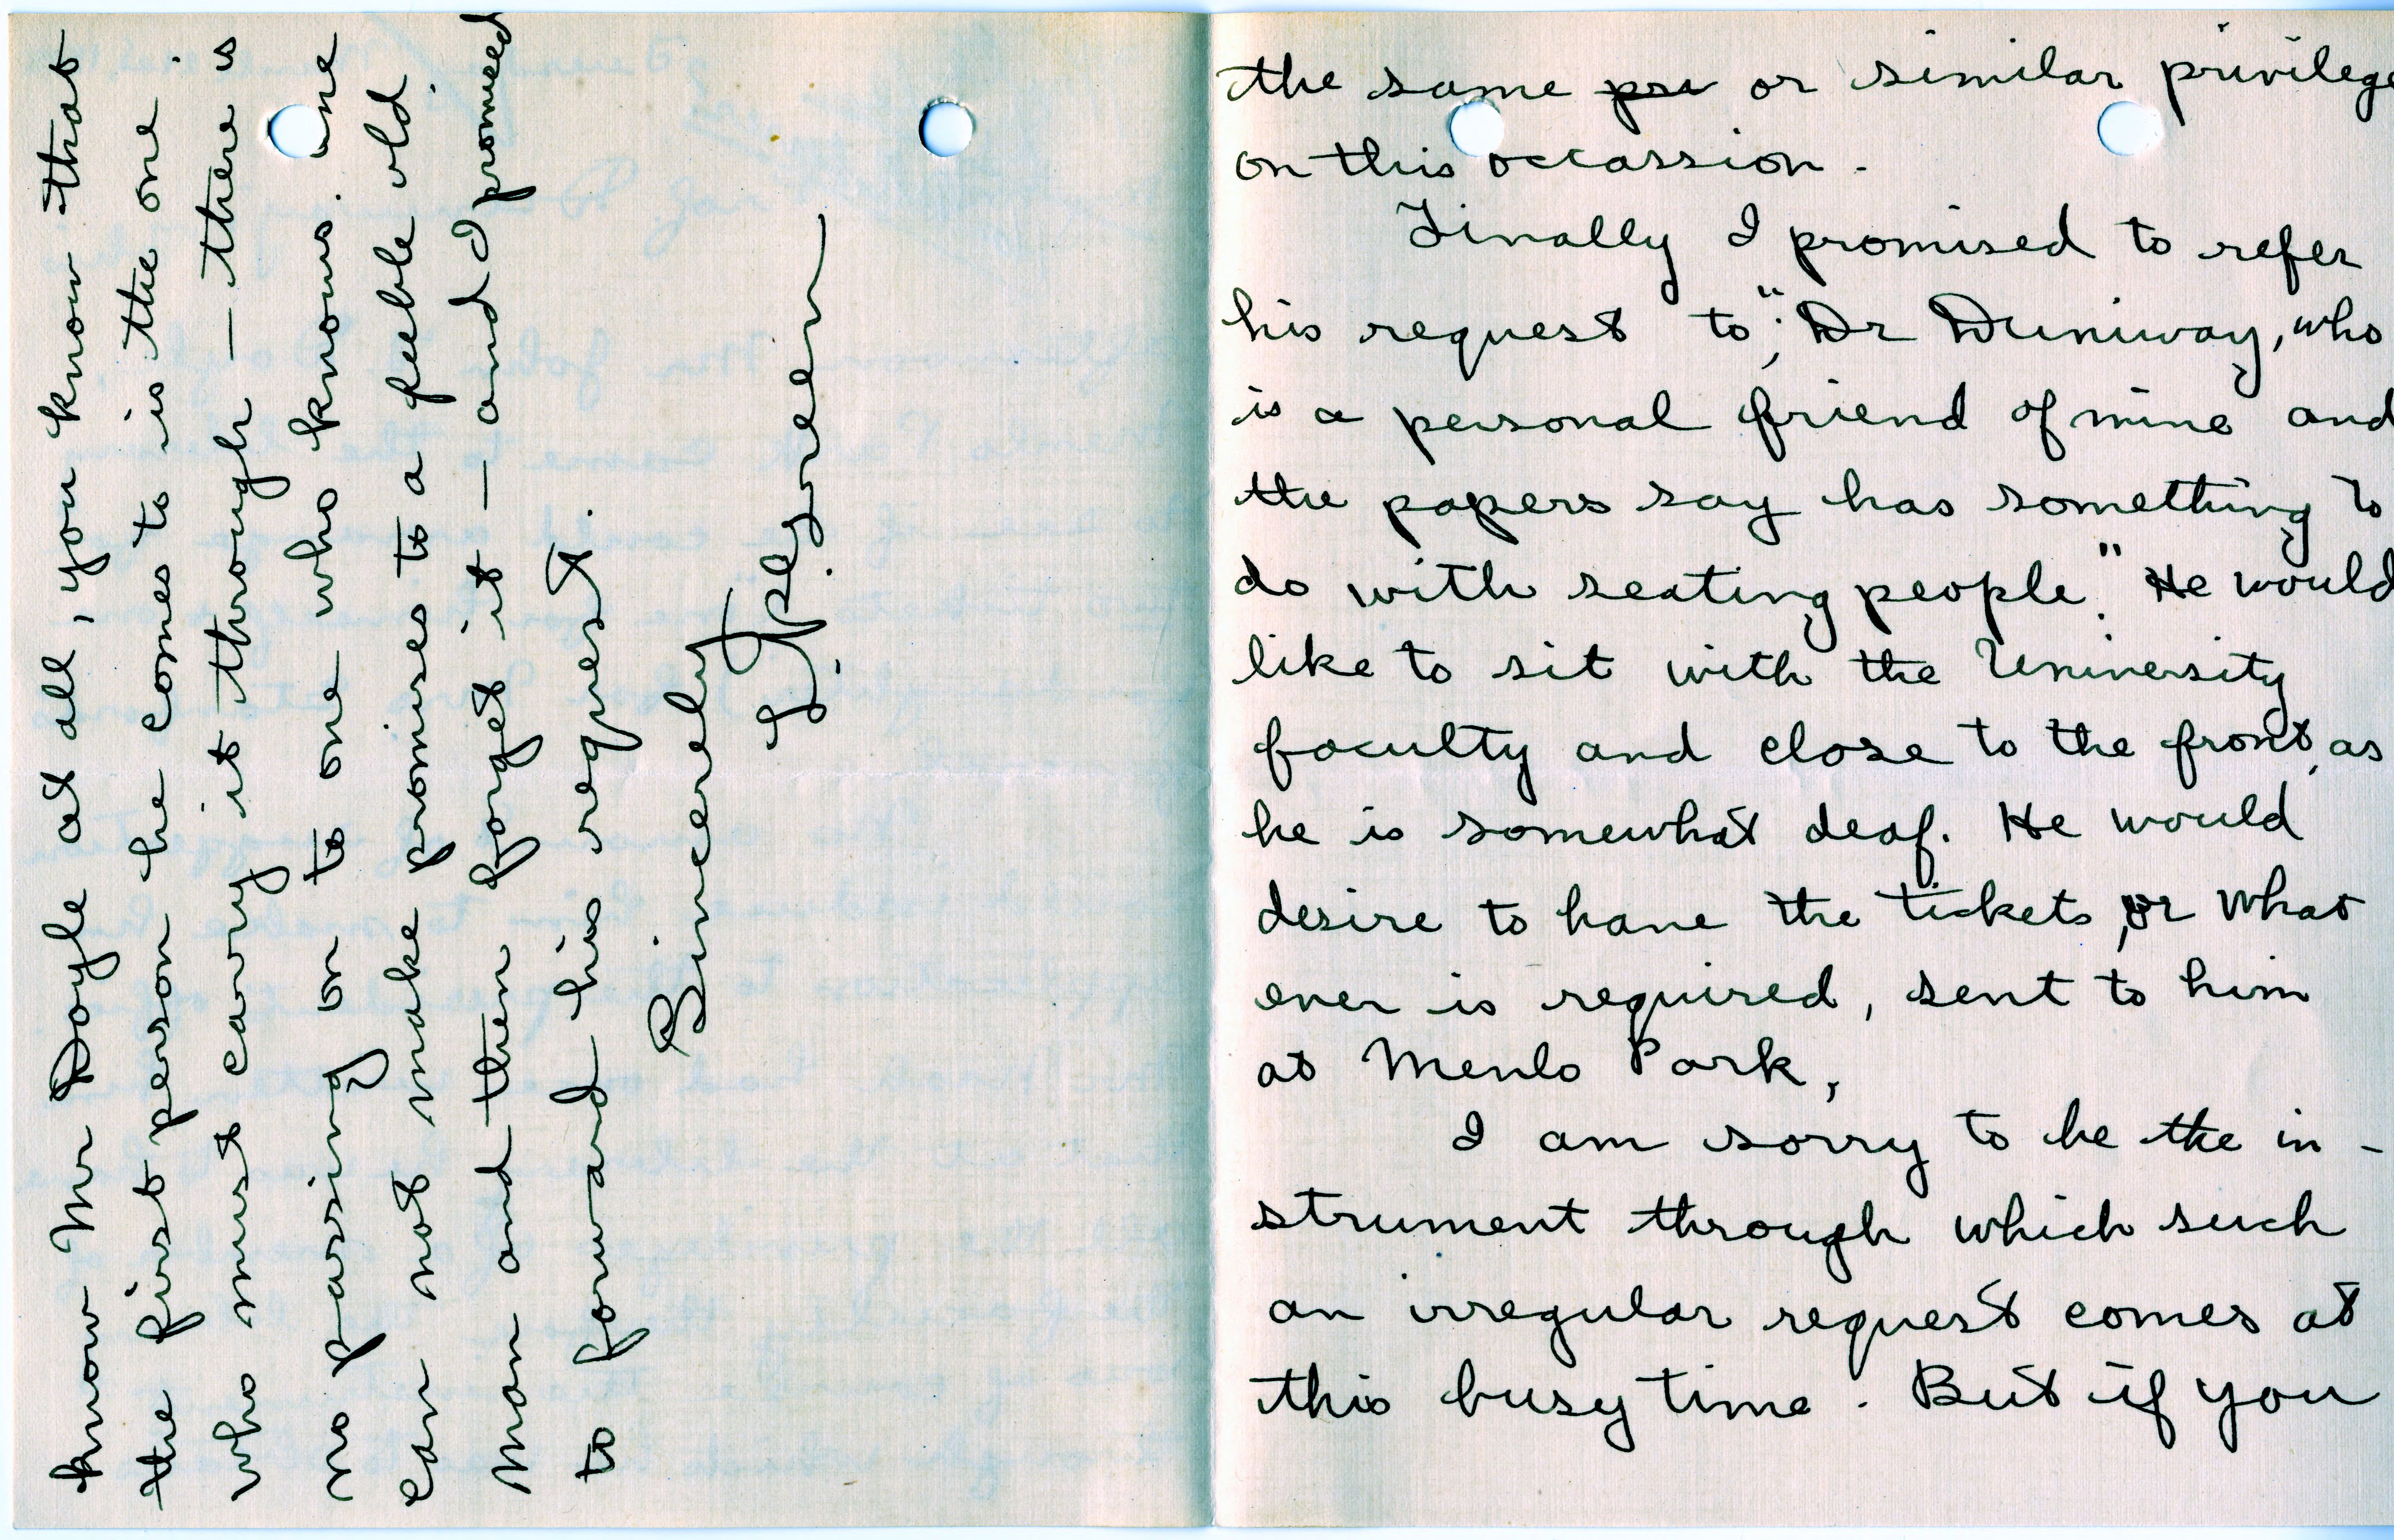 the same pri or similar privilege
on this occassion.
Finally I promised to refer
his request to; "Dr Duniway, who
is a personal friend of mine and
the papers say has something to
do with seating people." He would
like to sit with the University
faculty and close to the front, as
he is somewhat deaf. He would
desire to have the tickets, or what
ever is required, sent to him
at Menlo Park,
I am sorry to be the in-
strument through which such
an irregular request comes at
this busy time. But if you
know Mr Doyle at all, you know that
the first person he comes to is the one
who must carry it through — there is
no passing on to one who knows. One
can not make promises to a feeble old
man and then forget it — and I promised
to forward his request.
Sincerely